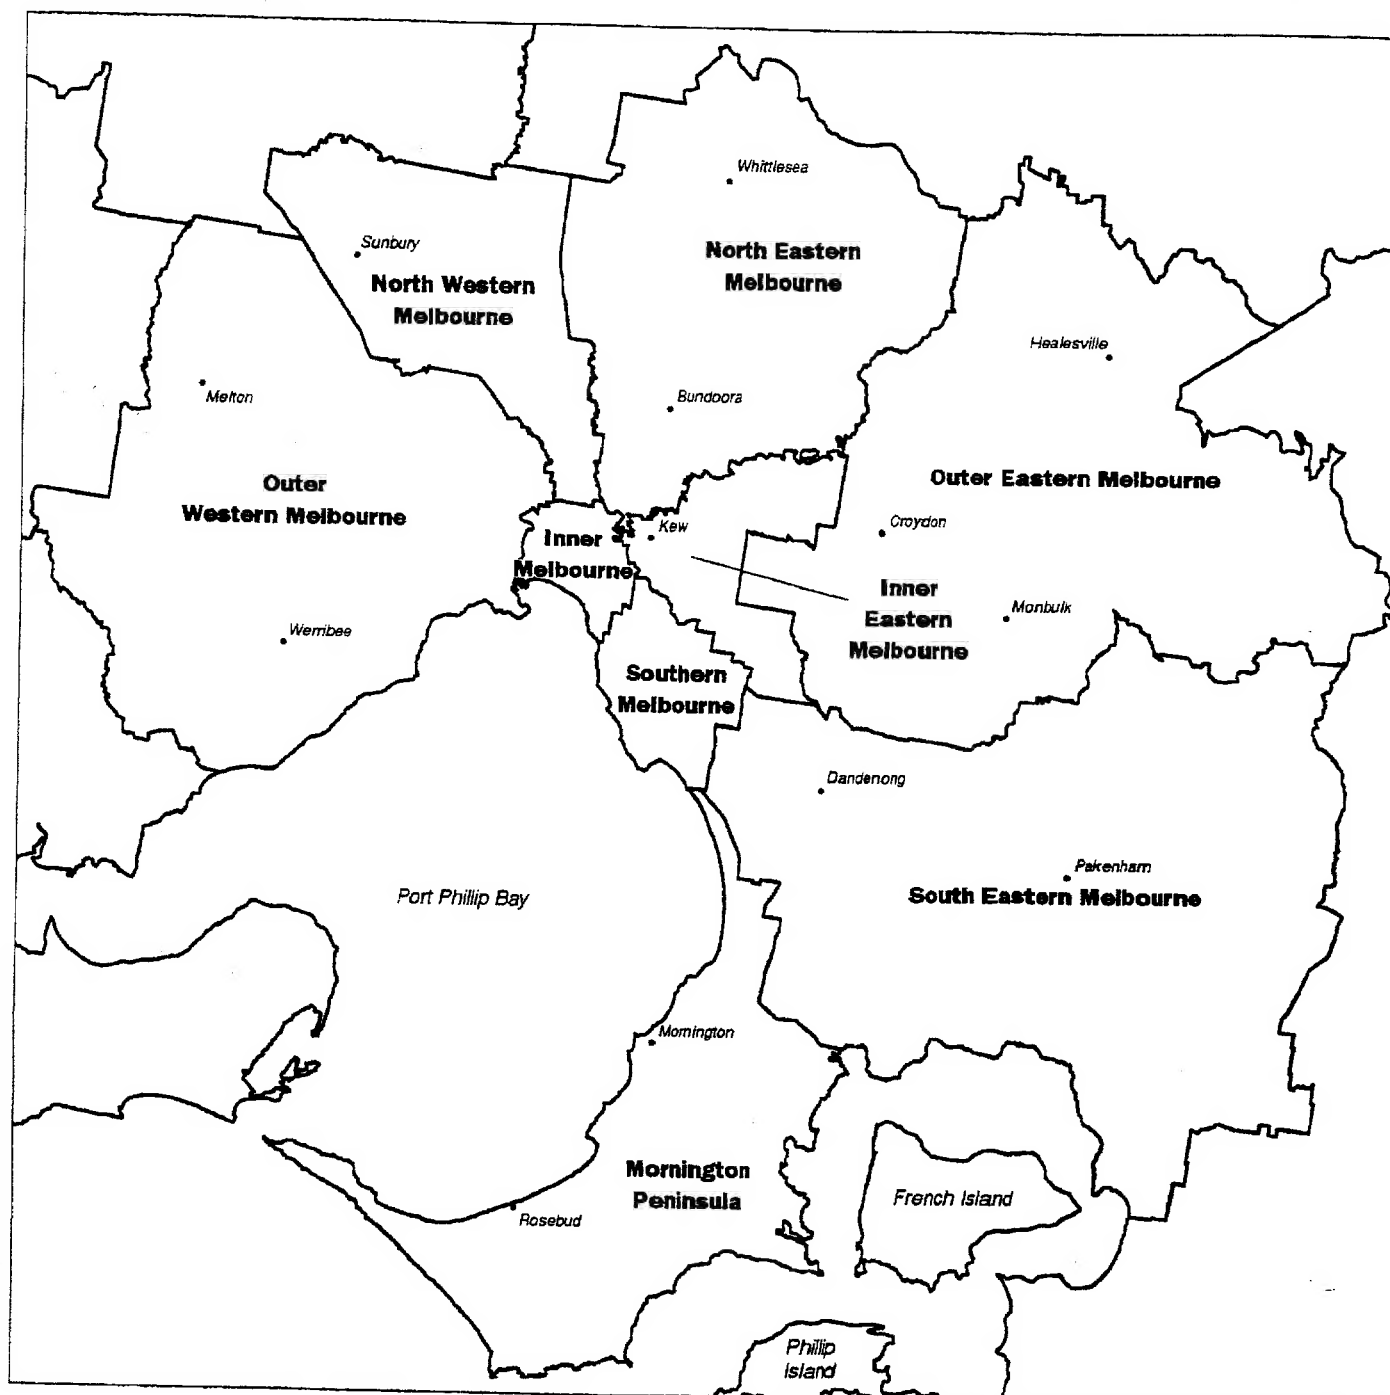 Whittlesea
Sunbury
North Eastern
Melbourne
North Western
Melbourne
Healesville
Melton
Bundoora
Outer
Western Melbourne
Outer Eastern Melbourne
Kew
Croydon
Inner
Melbourne
Inner
Eastern
Melbourne
Monbulk
Werribee
Southern
Melbourne
Dandenong
Pakenham
South Eastern Melbourne
Port Phillip Bay
Mornington
Mornington
Peninsula
French Island
Rosebud
Phillip
Island